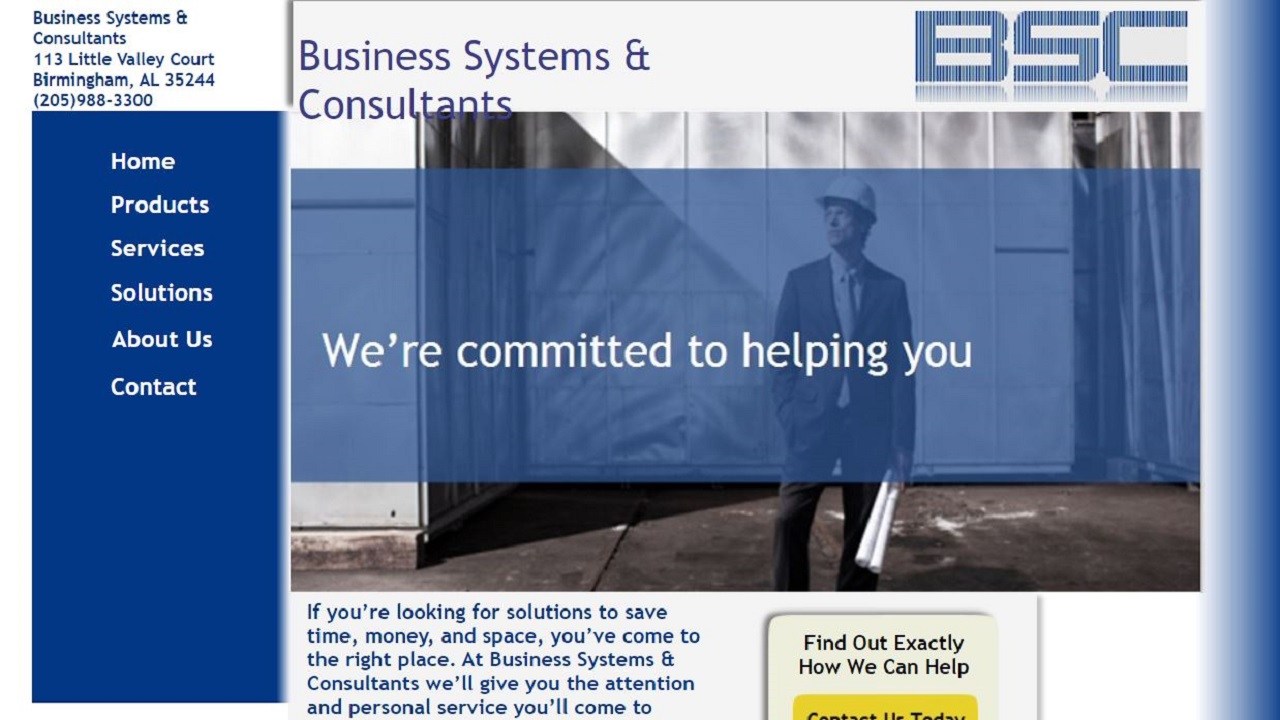 Business Systems &
Consultants
113 Little Valley Court
Birmingham, AL 35244
(205)988-3300
Business Systems &
Consultants
BSC
Home
Products
Services
Solutions
About Us
Contact
We're committed to helping you
If you're looking for solutions to save
time, money, and space, you've come to
the right place. At Business Systems &
Consultants we'll give you the attention
and personal service you'll come to
Find Out Exactly
How We Can Help
Contact Us Today